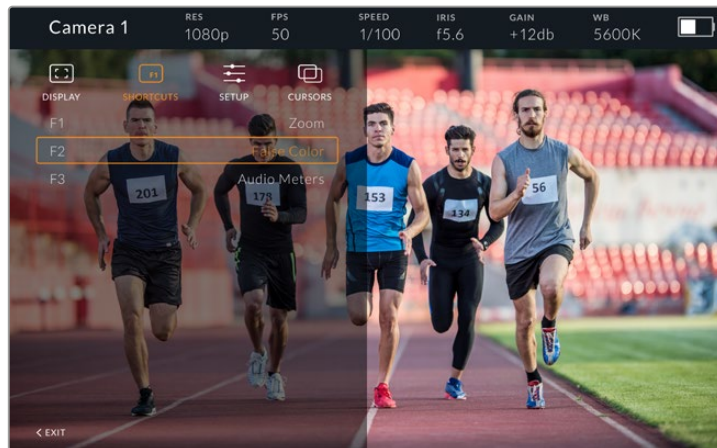 Camera 1
RES
1080p
FPS
50
SPEED
1/100
IRIS
f5.6
GAIN
+12db
WB
5600K
DISPLAY
F1
SHORTCUTS
SETUP
CURSORS
F1 Zoom
F2 False Color
F3 Audio Meters
201
178
153
134
56
< EXIT